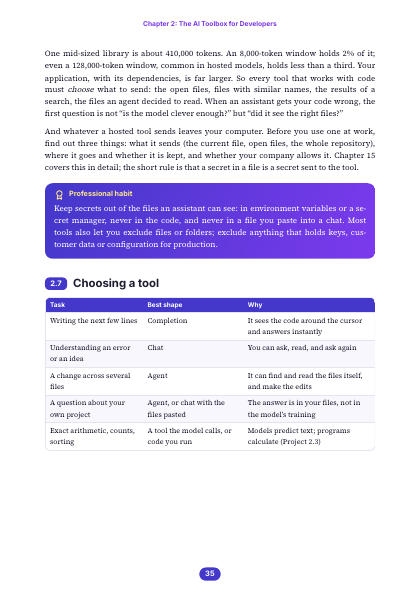 Chapter 2: The AI Toolbox for Developers
One mid-sized library is about 410,000 tokens. An 8,000-token window holds 2% of it;
even a 128,000-token window, common in hosted models, holds less than a third. Your
application, with its dependencies, is far larger. So every tool that works with code
must choose what to send: the open files, files with similar names, the results of a
search, the files an agent decided to read. When an assistant gets your code wrong, the
first question is not “is the model clever enough?” but “did it see the right files?”
And whatever a hosted tool sends leaves your computer. Before you use one at work,
find out three things: what it sends (the current file, open files, the whole repository),
where it goes and whether it is kept, and whether your company allows it. Chapter 15
covers this in detail; the short rule is that a secret in a file is a secret sent to the tool.
Professional habit
Keep secrets out of the files an assistant can see: in environment variables or a se-
cret manager, never in the code, and never in a file you paste into a chat. Most
tools also let you exclude files or folders; exclude anything that holds keys, cus-
tomer data or configuration for production.
2.7 Choosing a tool
Task Best shape Why
Writing the next few lines Completion It sees the code around the cursor
and answers instantly
Understanding an error Chat You can ask, read, and ask again
or an idea
A change across several Agent It can find and read the files itself,
files and make the edits
A question about your Agent, or chat with the The answer is in your files, not in
own project files pasted the model’s training
Exact arithmetic, counts, A tool the model calls, or Models predict text; programs
sorting code you run calculate (Project 2.3)
35